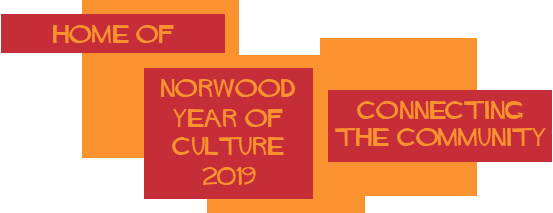 HOME OF
NORWOOD
YEAR OF
CULTURE
2019
CONNECTING
THE COMMUNITY